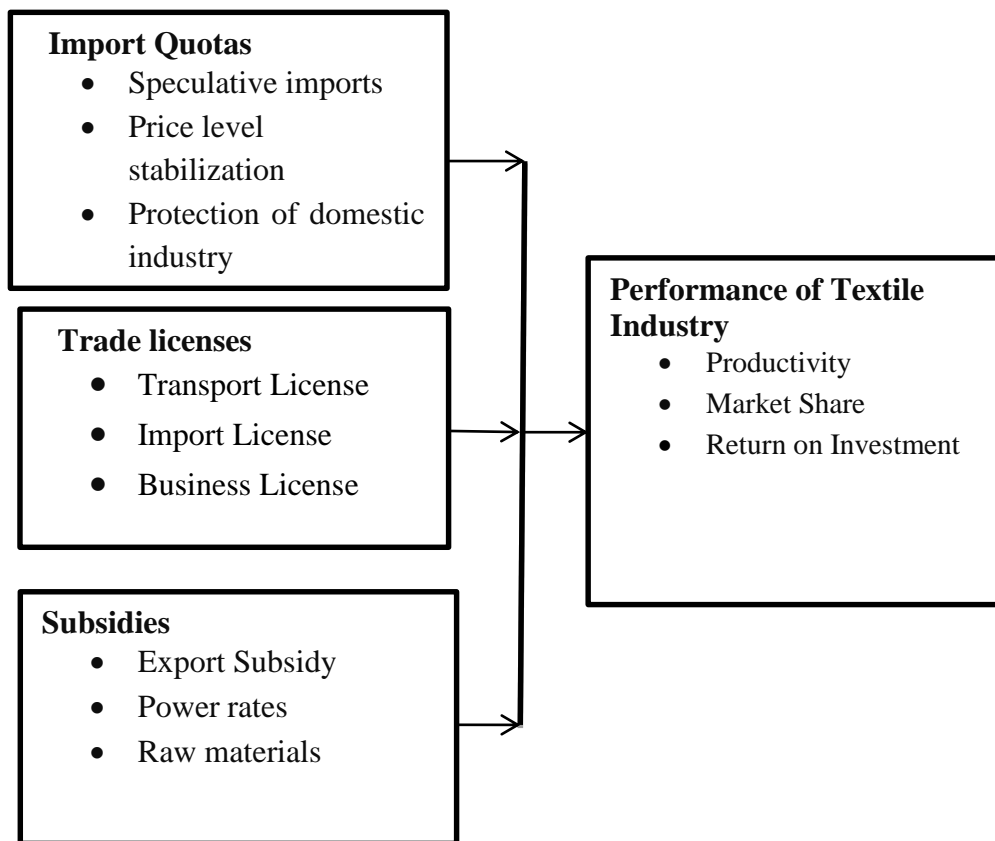 Import Quotas
• Speculative imports
• Price level
stabilization
• Protection of domestic
industry
Trade licenses
• Transport License
• Import License
• Business License
Subsidies
• Export Subsidy
• Power rates
• Raw materials
Performance of Textile
Industry
• Productivity
• Market Share
• Return on Investment